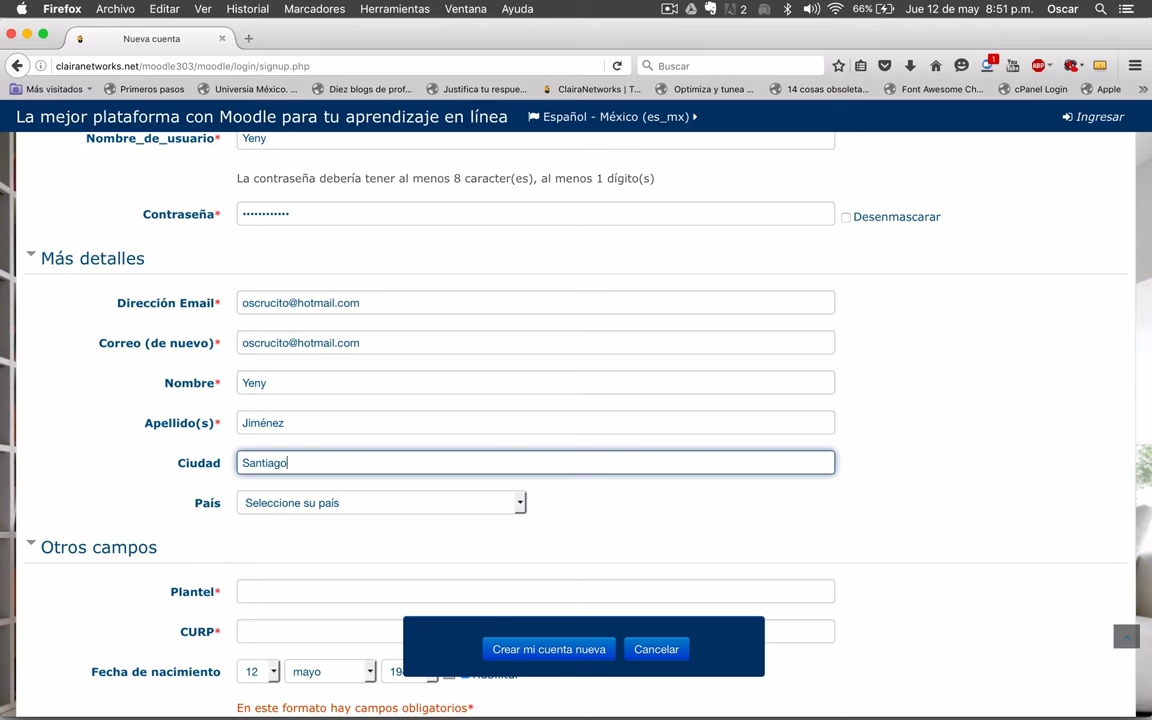 Firefox Archivo Editar Ver Historial Marcadores Herramientas Ventana Ayuda 2 66% Jue 12 de may 8:51 p.m. Oscar
Nueva cuenta
clairanetworks.net/moodle303/moodle/login/signup.php Buscar 1 You ABP
Más visitados Primeros pasos Universia México. ... Diez blogs de prof... Justifica tu respue... ClairaNetworks | T... Optimiza y tunea ... 14 cosas obsoleta... Font Awesome Ch... cPanel Login Apple
La mejor plataforma con Moodle para tu aprendizaje en línea Español - México (es_mx) Ingresar
Nombre_de_usuario* Yeny
La contraseña debería tener al menos 8 caracter(es), al menos 1 dígito(s)
Contraseña* •••••••••••• Desenmascarar
Más detalles
Dirección Email* oscrucito@hotmail.com
Correo (de nuevo)* oscrucito@hotmail.com
Nombre* Yeny
Apellido(s)* Jiménez
Ciudad Santiago
País Seleccione su país
Otros campos
Plantel*
CURP*
Crear mi cuenta nueva Cancelar
Fecha de nacimiento 12 mayo
En este formato hay campos obligatorios*